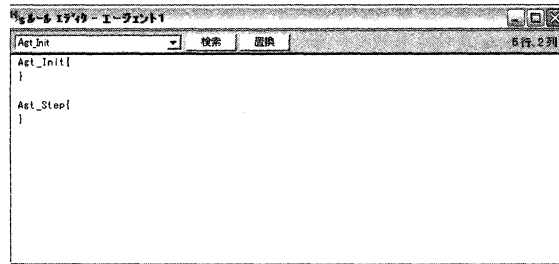 ルール エディタ - エージェント1
Agt_Init 検索 置換 5 行, 2 列
Agt_Init{
}
Agt_Step{
}